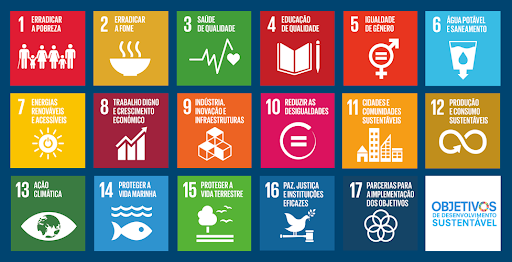 1 ERRADICAR
A POBREZA
2 ERRADICAR
A FOME
3 SAÚDE
DE QUALIDADE
4 EDUCAÇÃO
DE QUALIDADE
5 IGUALDADE
DE GÉNERO
6 ÁGUA POTÁVEL
E SANEAMENTO
7 ENERGIAS
RENOVÁVEIS
E ACESSÍVEIS
8 TRABALHO DIGNO
E CRESCIMENTO
ECONÓMICO
9 INDÚSTRIA,
INOVAÇÃO E
INFRAESTRUTURAS
10 REDUZIR AS
DESIGUALDADES
11 CIDADES E
COMUNIDADES
SUSTENTÁVEIS
12 PRODUÇÃO
E CONSUMO
SUSTENTÁVEIS
13 AÇÃO
CLIMÁTICA
14 PROTEGER A
VIDA MARINHA
15 PROTEGER A
VIDA TERRESTRE
16 PAZ, JUSTIÇA
E INSTITUIÇÕES
EFICAZES
17 PARCERIAS PARA
A IMPLEMENTAÇÃO
DOS OBJETIVOS
OBJETIVOS
DE DESENVOLVIMENTO
SUSTENTÁVEL